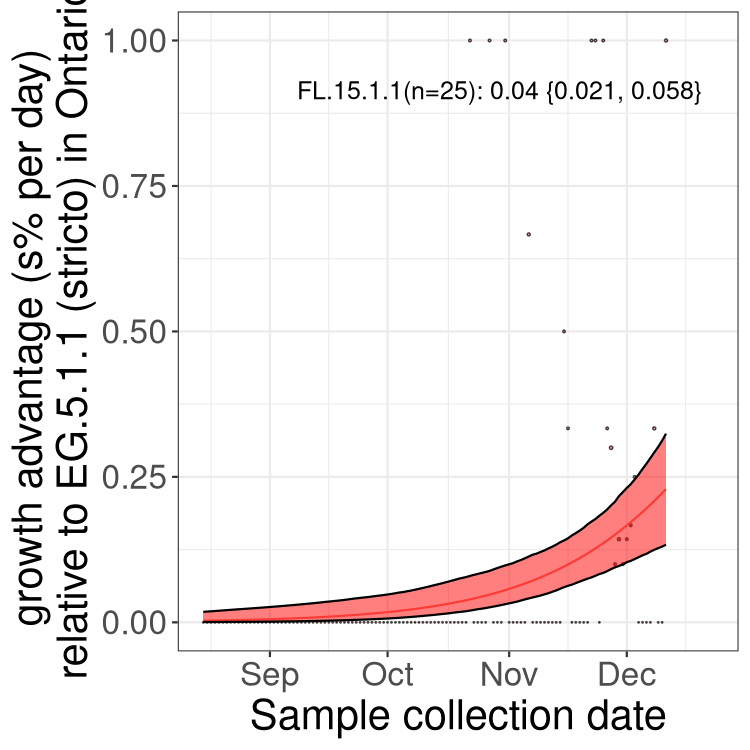 growth advantage (s% per day)
relative to EG.5.1.1 (stricto) in Ontario
1.00
0.75
0.50
0.25
0.00
FL.15.1.1(n=25): 0.04 {0.021, 0.058}
Sep Oct Nov Dec
Sample collection date